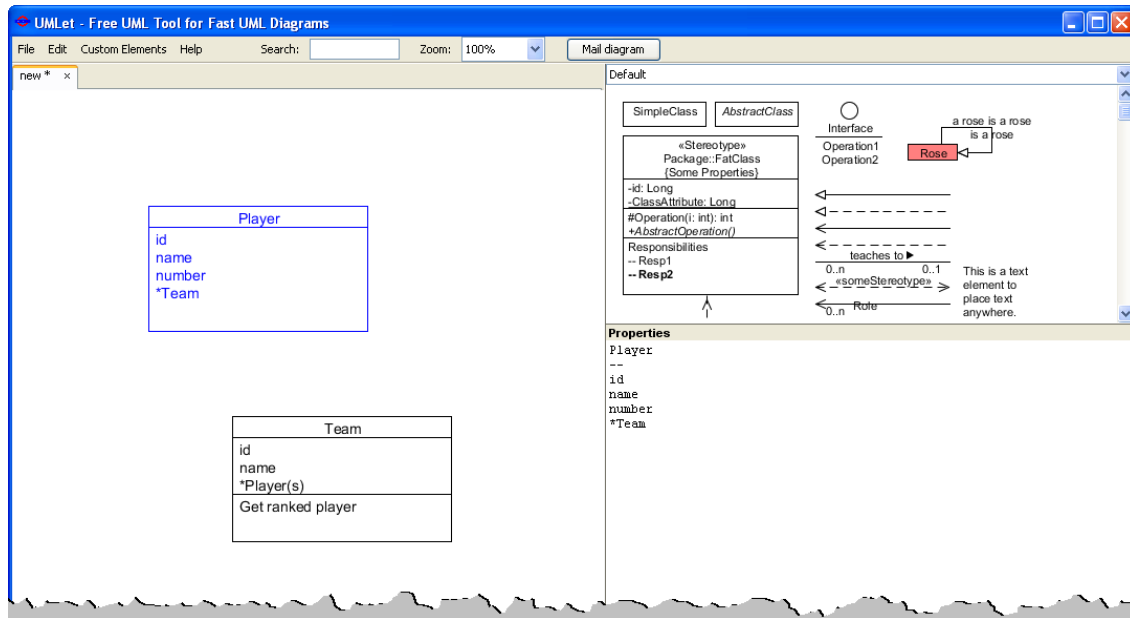 UMLet - Free UML Tool for Fast UML Diagrams
File Edit Custom Elements Help Search: Zoom: 100% Mail diagram
new * x
Player
id
name
number
*Team
Team
id
name
*Player(s)
Get ranked player
Default
SimpleClass
AbstractClass
Interface
Operation1
Operation2
a rose is a rose
is a rose
Rose
«Stereotype»
Package::FatClass
{Some Properties}
-id: Long
-ClassAttribute: Long
#Operation(i: int): int
+AbstractOperation()
Responsibilities
-- Resp1
-- Resp2
teaches to
0..n 0..1
«someStereotype»
0..n Role
This is a text
element to
place text
anywhere.
Properties
Player
--
id
name
number
*Team